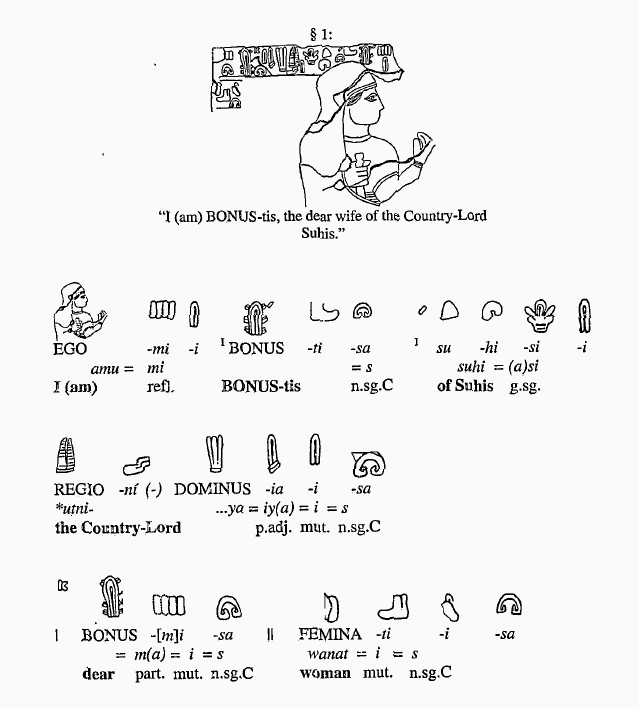 § 1:
“I (am) BONUS-tis, the dear wife of the Country-Lord
Suhis.”
EGO -mi -i ᴵ BONUS -ti -sa ᴵ su -hi -si -i
amu = mi = s suhi = (a)si
I (am) refl. BONUS-tis n.sg.C of Suhis g.sg.
REGIO -ní (-) DOMINUS -ia -i -sa
*utni- ...ya = iy(a) = i = s
the Country-Lord p.adj. mut. n.sg.C
| BONUS -[m]i -sa || FEMINA -ti -i -sa
= m(a) = i = s wanat = i = s
dear part. mut. n.sg.C woman mut. n.sg.C